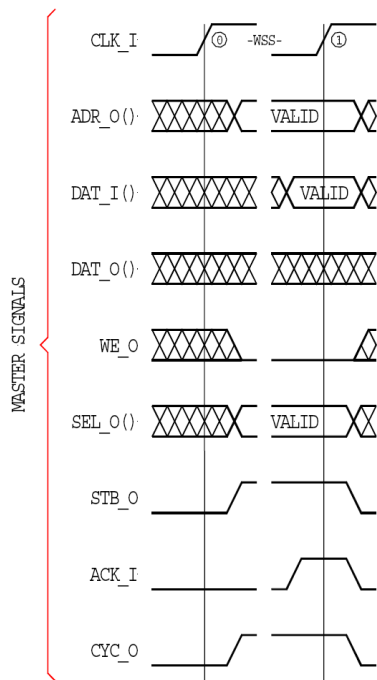 CLK_I
0
-WSS-
1
ADR_O()
VALID
DAT_I()
VALID
DAT_O()
MASTER SIGNALS
WE_O
SEL_O()
VALID
STB_O
ACK_I
CYC_O